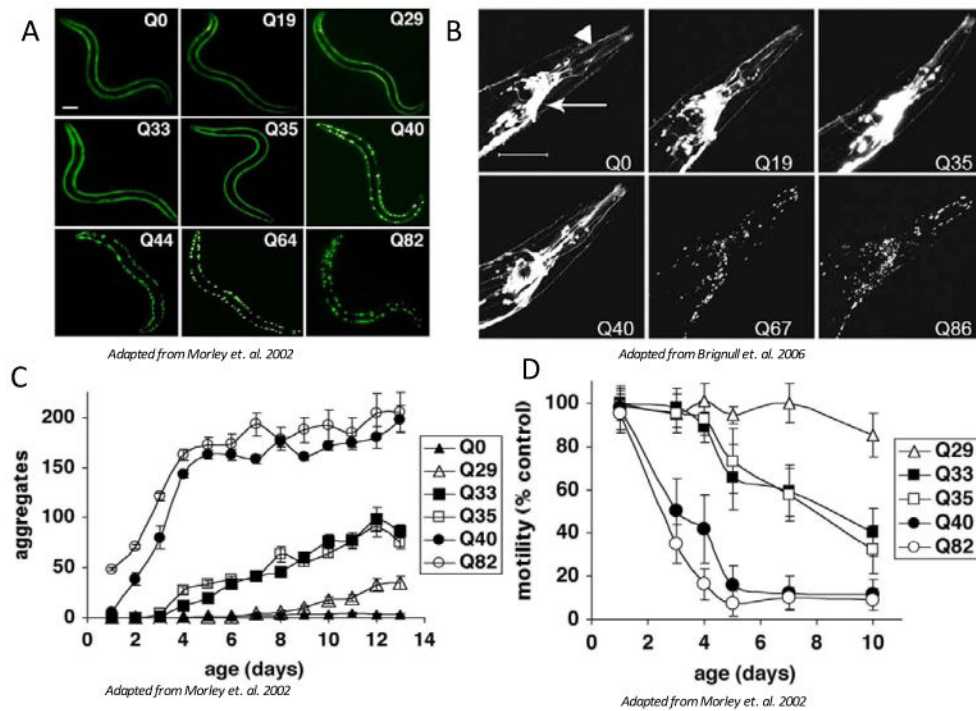 A
Q0
Q19
Q29
Q33
Q35
Q40
Q44
Q64
Q82
Adapted from Morley et. al. 2002
B
Q0
Q19
Q35
Q40
Q67
Q86
Adapted from Brignull et. al. 2006
C
aggregates
200
150
100
50
0
0 2 4 6 8 10 12 14
age (days)
Q0
Q29
Q33
Q35
Q40
Q82
Adapted from Morley et. al. 2002
D
motility (% control)
100
80
60
40
20
0
0 2 4 6 8 10
age (days)
Q29
Q33
Q35
Q40
Q82
Adapted from Morley et. al. 2002